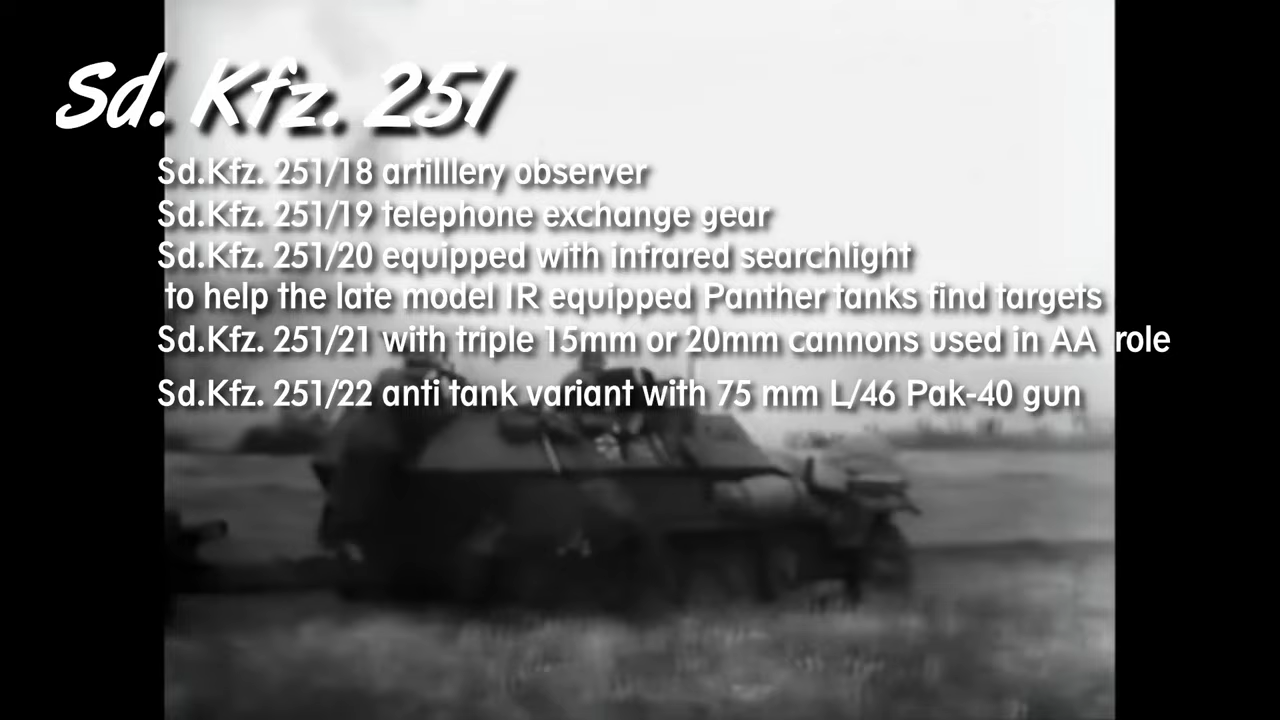 Sd. Kfz. 251
Sd.Kfz. 251/18 artilllery observer
Sd.Kfz. 251/19 telephone exchange gear
Sd.Kfz. 251/20 equipped with infrared searchlight
to help the late model IR equipped Panther tanks find targets
Sd.Kfz. 251/21 with triple 15mm or 20mm cannons used in AA role
Sd.Kfz. 251/22 anti tank variant with 75 mm L/46 Pak-40 gun